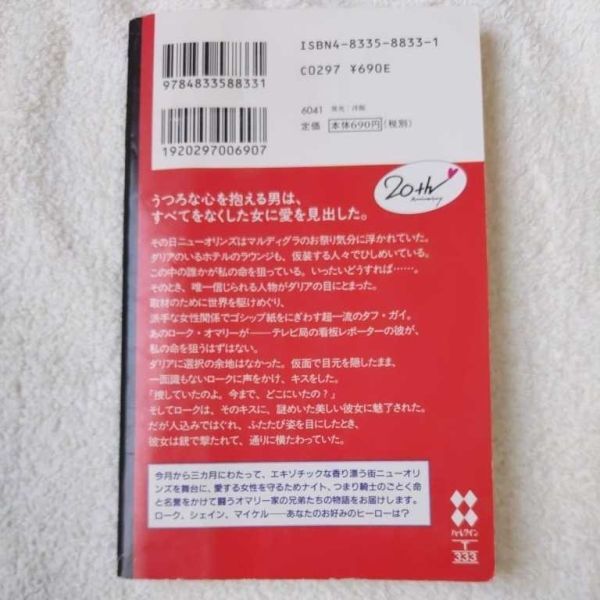 ISBN4-8335-8833-1
C0297 ¥690E
9784833588331
6041 発売：洋販
定価 本体690円(税別)
1920297006907
20th
Anniversary
うつろな心を抱える男は、
すべてをなくした女に愛を見出した。
その日ニューオリンズはマルディグラのお祭り気分に浮かれていた。
ダリアのいるホテルのラウンジも、仮装する人々でひしめいている。
この中の誰かが私の命を狙っている。いったいどうすれば……。
そのとき、唯一信じられる人物がダリアの目にとまった。
取材のために世界を駆けめぐり、
派手な女性関係でゴシップ紙をにぎわす超一流のタフ・ガイ。
あのローク・オマリーが――テレビ局の看板レポーターの彼が、
私の命を狙うはずはない。
ダリアに選択の余地はなかった。仮面で目元を隠したまま、
一面識もないロークに声をかけ、キスをした。
「捜していたのよ。今まで、どこにいたの？」
そしてロークは、そのキスに、謎めいた美しい彼女に魅了された。
だが人込みではぐれ、ふたたび姿を目にしたとき、
彼女は銃で撃たれて、通りに横たわっていた。
今月から三カ月にわたって、エキゾチックな香り漂う街ニューオリ
ンズを舞台に、愛する女性を守るためナイト、つまり騎士のごとく命
と名誉をかけて闘うオマリー家の兄弟たちの物語をお届けします。
ローク、シェイン、マイケル――あなたのお好みのヒーローは？
ハーレクイン
T
333